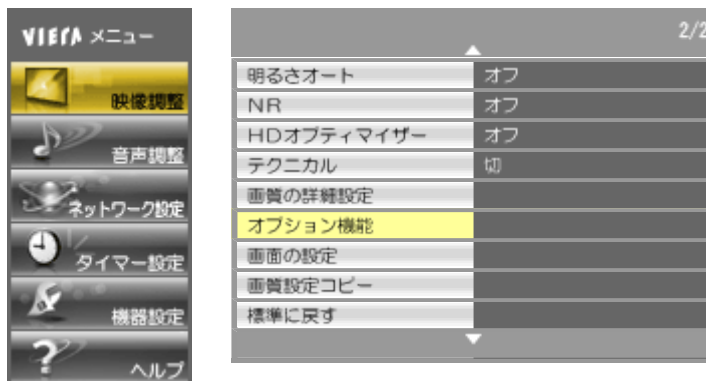 VIERA メニュー
映像調整
音声調整
ネットワーク設定
タイマー設定
機器設定
ヘルプ
2/2
明るさオート オフ
NR オフ
HDオプティマイザー オフ
テクニカル 切
画質の詳細設定
オプション機能
画面の設定
画質設定コピー
標準に戻す